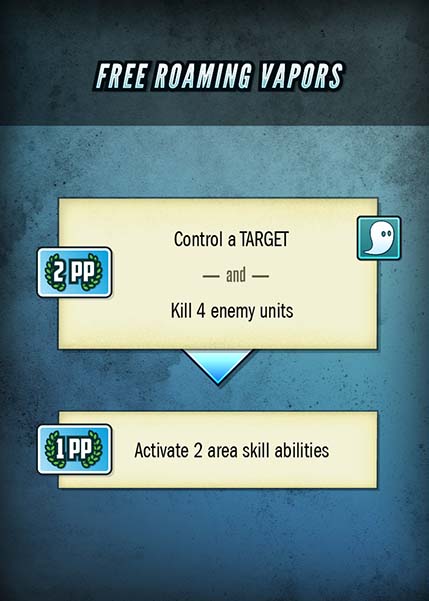 FREE ROAMING VAPORS
Control a TARGET
— and —
2 PP
Kill 4 enemy units
1 PP
Activate 2 area skill abilities